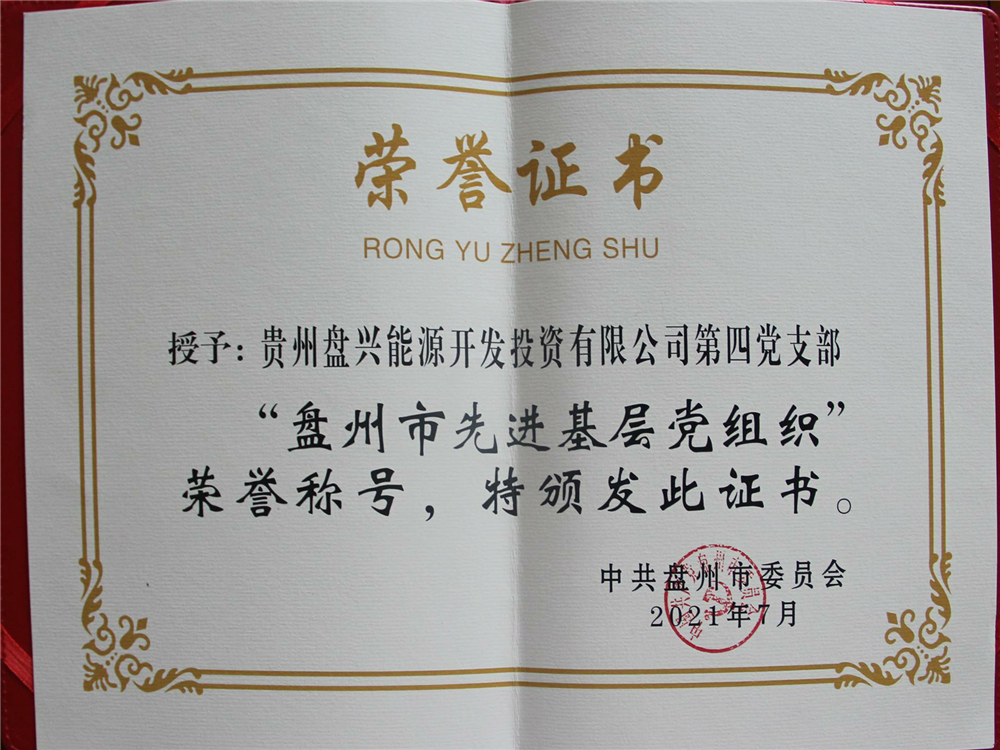 荣誉证书
RONG YU ZHENG SHU
授予：贵州盘兴能源开发投资有限公司第四党支部
“盘州市先进基层党组织”
荣誉称号，特颁发此证书。
中共盘州市委员会
2021年7月